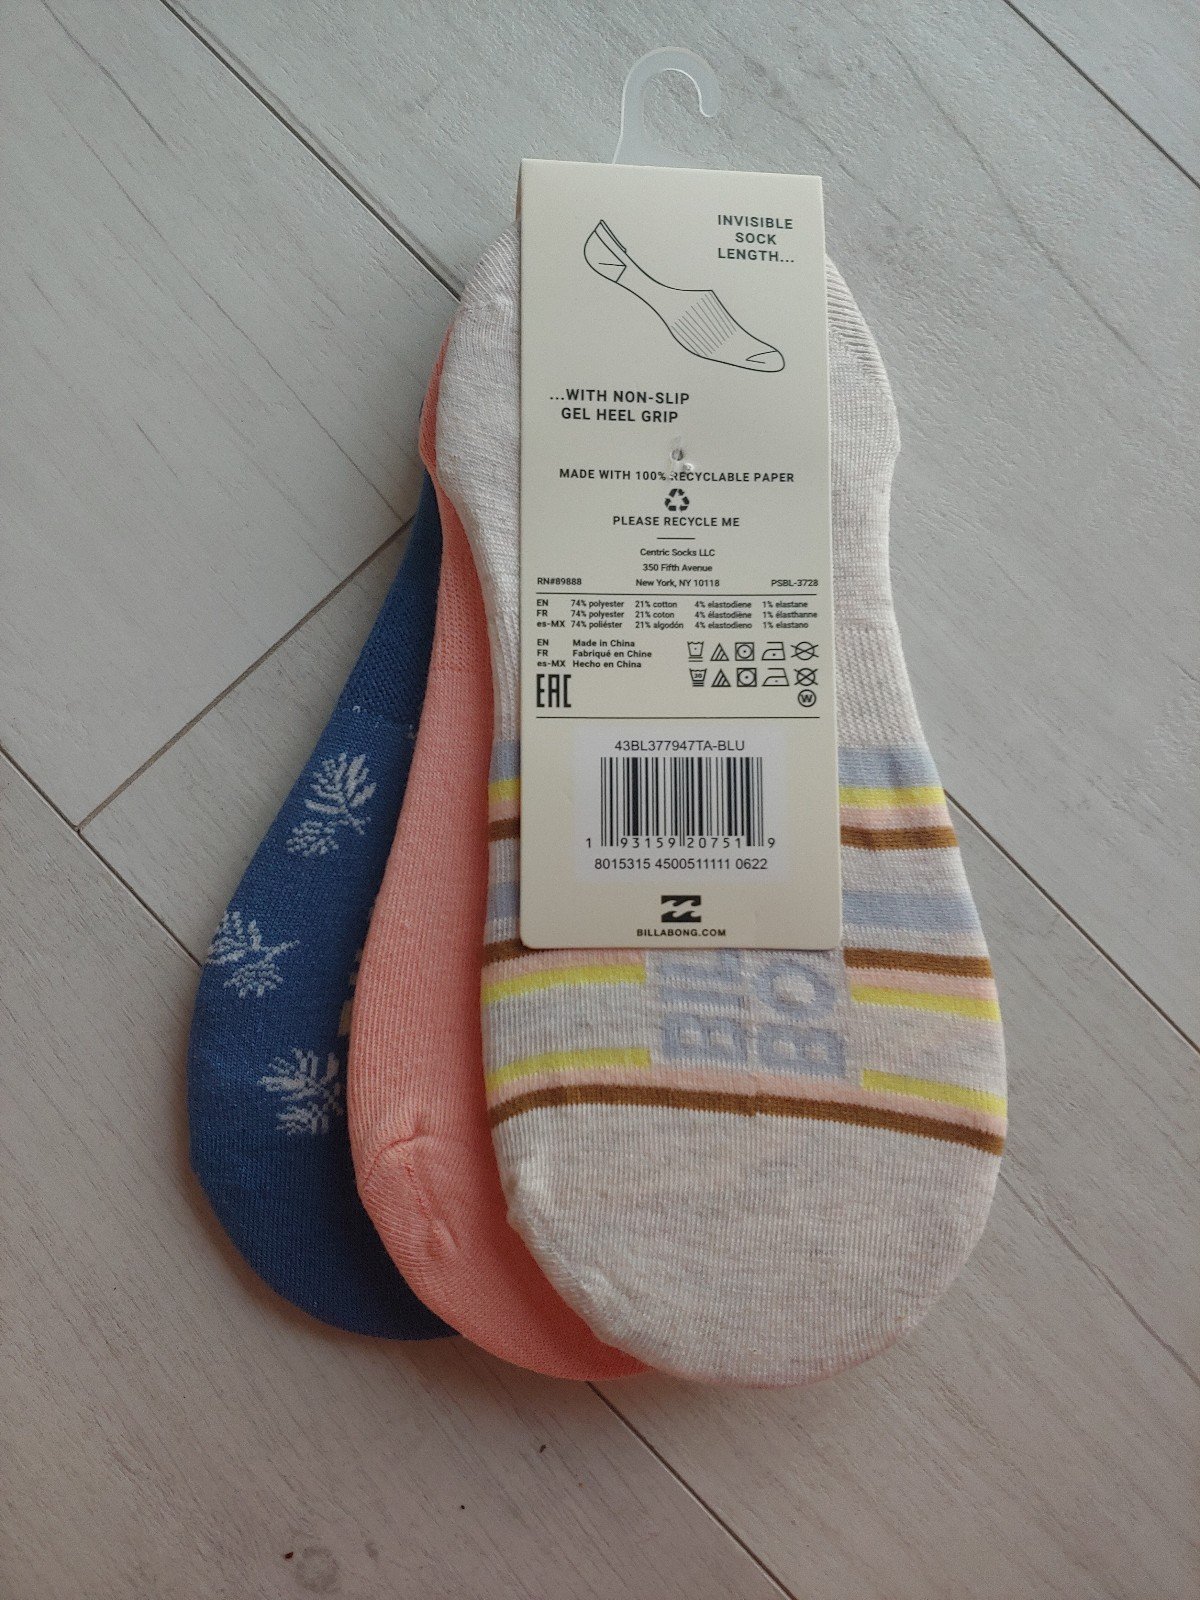 INVISIBLE
SOCK
LENGTH...
...WITH NON-SLIP
GEL HEEL GRIP
MADE WITH 100% RECYCLABLE PAPER
PLEASE RECYCLE ME
Centric Socks LLC
350 Fifth Avenue
RN#89888 New York, NY 10118 PSBL-3728
EN 74% polyester 21% cotton 4% elastodiene 1% elastane
FR 74% polyester 21% coton 4% élastodiène 1% élasthanne
es-MX 74% poliéster 21% algodón 4% elastodieno 1% elastano
EN Made in China
FR Fabriqué en Chine
es-MX Hecho en China
EAC
W
43BL377947TA-BLU
1 93159 20751 9
8015315 4500511111 0622
BILLABONG.COM
BIL
BO